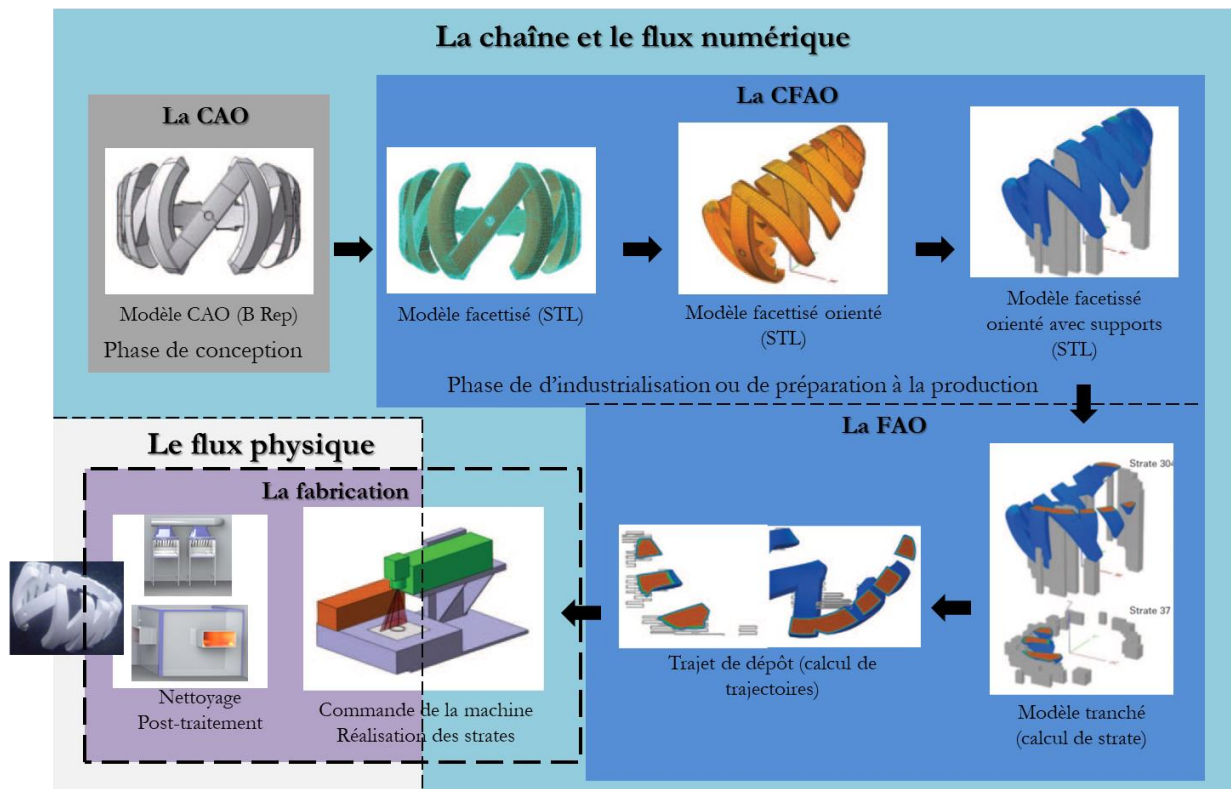 La chaîne et le flux numérique
La CAO
Modèle CAO (B Rep)
Phase de conception
La CFAO
Modèle facettisé (STL)
Modèle facettisé orienté
(STL)
Modèle facetissé
orienté avec supports
(STL)
Phase de d’industrialisation ou de préparation à la production
La FAO
Strate 304
Strate 37
Modèle tranché
(calcul de strate)
Trajet de dépôt (calcul de
trajectoires)
Le flux physique
La fabrication
Commande de la machine
Réalisation des strates
Nettoyage
Post-traitement